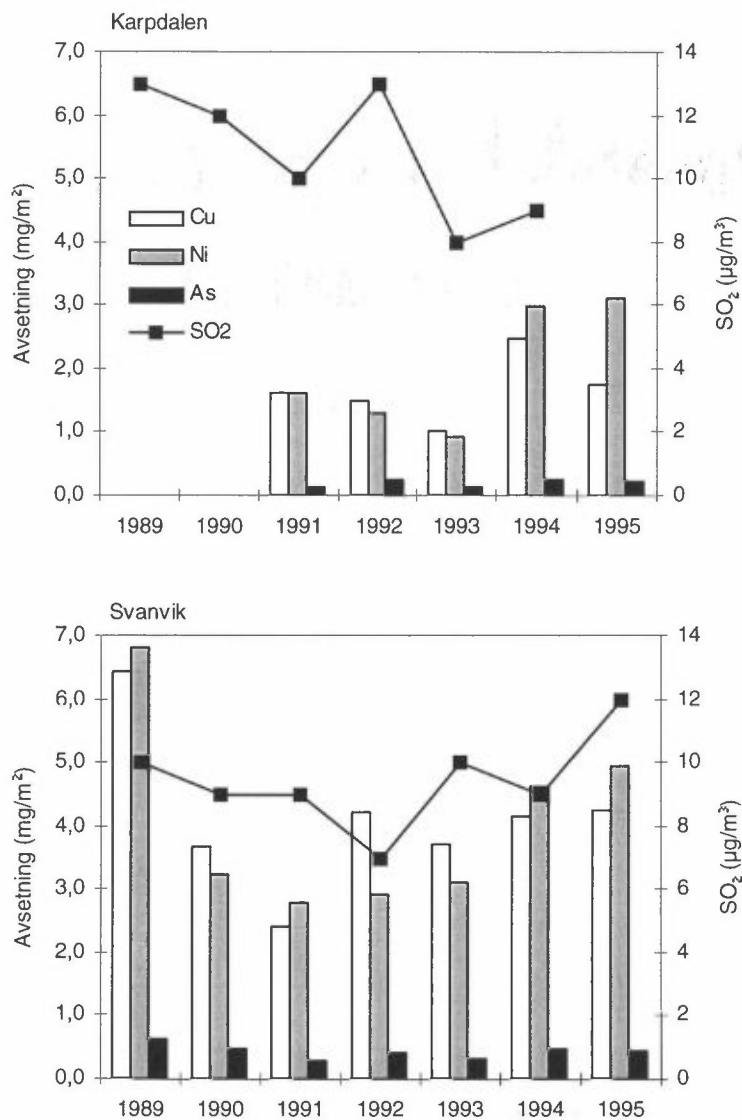 Karpdalen
7,0
6,0
5,0
4,0
3,0
2,0
1,0
0,0
Avsetning (mg/m²)
Cu
Ni
As
SO2
14
12
10
8
6
4
2
0
SO₂ (µg/m³)
1989 1990 1991 1992 1993 1994 1995
Svanvik
7,0
6,0
5,0
4,0
3,0
2,0
1,0
0,0
Avsetning (mg/m²)
14
12
10
8
6
4
2
0
SO₂ (µg/m³)
1989 1990 1991 1992 1993 1994 1995